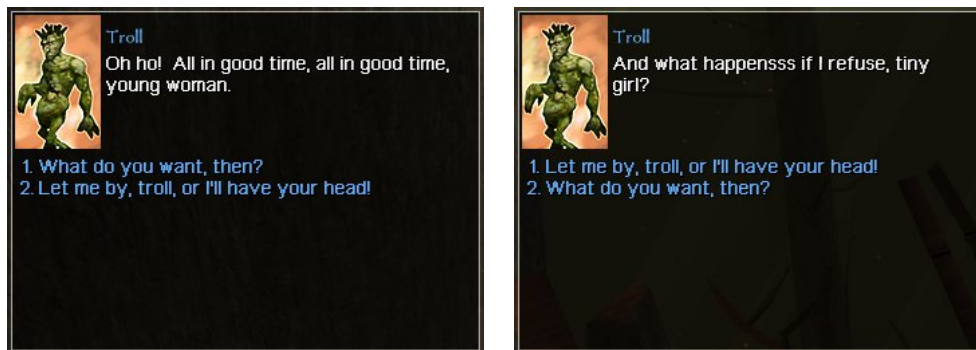 Troll
Oh ho!  All in good time, all in good time,
young woman.
1. What do you want, then?
2. Let me by, troll, or I'll have your head!
Troll
And what happensss if I refuse, tiny
girl?
1. Let me by, troll, or I'll have your head!
2. What do you want, then?